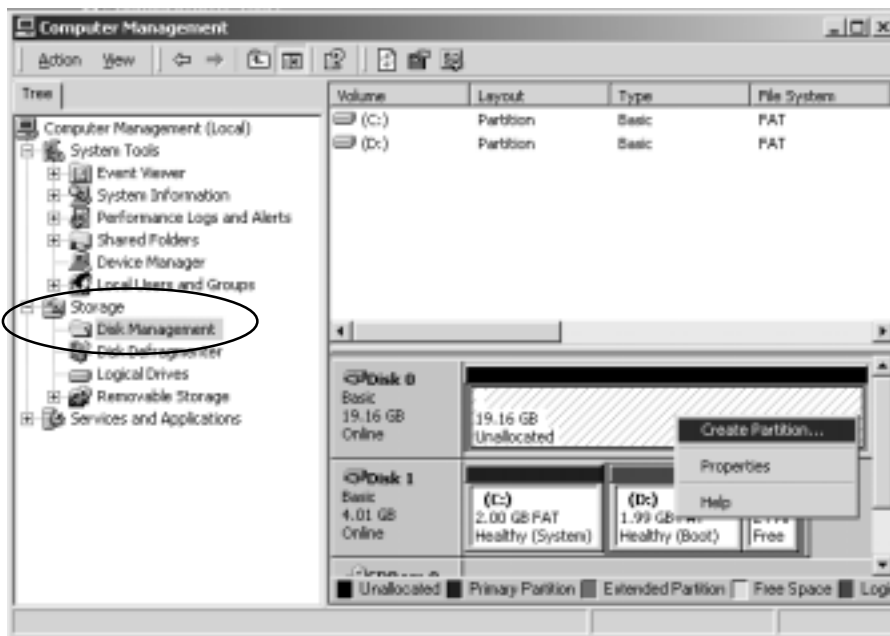 Computer Management
Action View
Tree
Computer Management (Local)
System Tools
Event Viewer
System Information
Performance Logs and Alerts
Shared Folders
Device Manager
Local Users and Groups
Storage
Disk Management
Disk Defragmenter
Logical Drives
Removable Storage
Services and Applications
Volume Layout Type File System
(C:) Partition Basic FAT
(D:) Partition Basic FAT
Disk 0
Basic
19.16 GB
Online
19.16 GB
Unallocated
Create Partition...
Properties
Help
Disk 1
Basic
4.01 GB
Online
(C:)
2.00 GB FAT
Healthy (System)
(D:)
1.99 GB
Healthy (Boot)
Free
Unallocated Primary Partition Extended Partition Free Space Logi